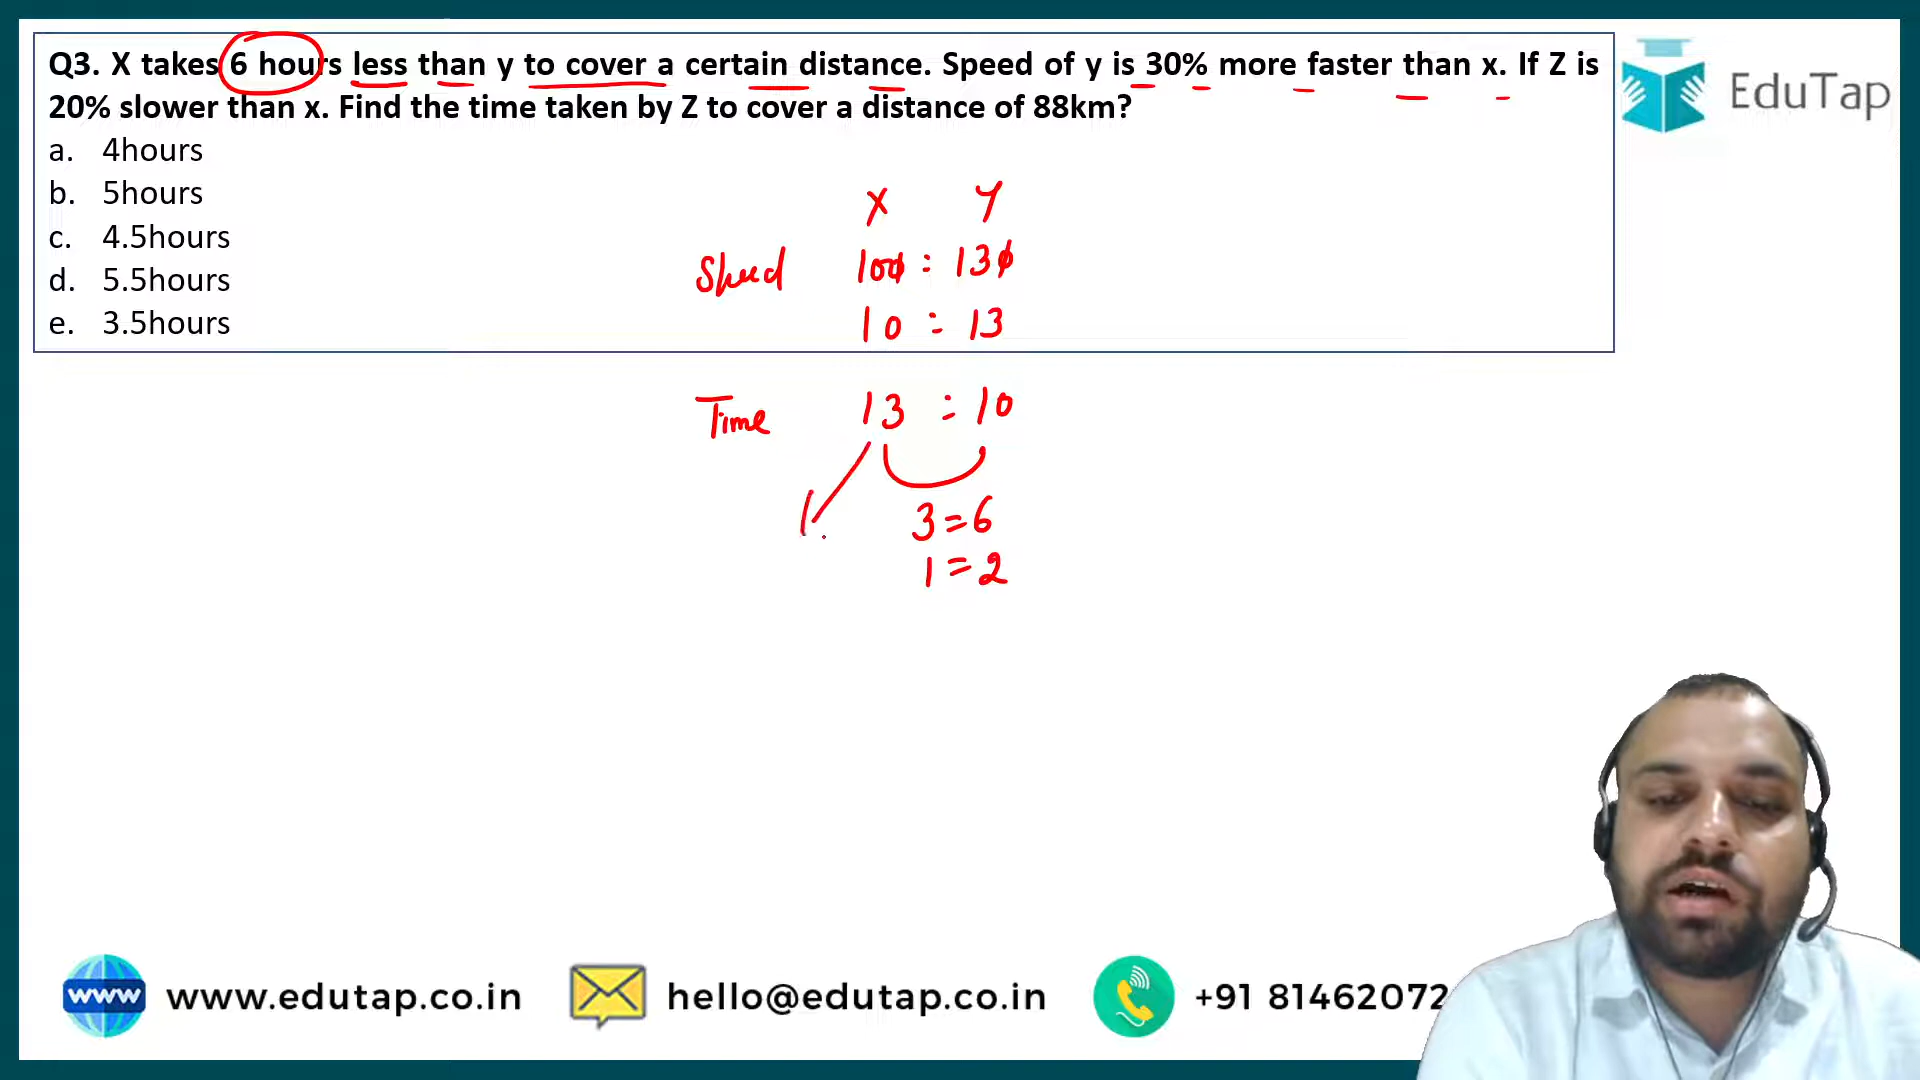 Q3. X takes 6 hours less than y to cover a certain distance. Speed of y is 30% more faster than x. If Z is
20% slower than x. Find the time taken by Z to cover a distance of 88km?
a. 4hours
b. 5hours
c. 4.5hours
d. 5.5hours
e. 3.5hours
EduTap
X Y
Speed 100 : 130
10 : 13
Time 13 : 10
3=6
1=2
www www.edutap.co.in hello@edutap.co.in +91 81462072